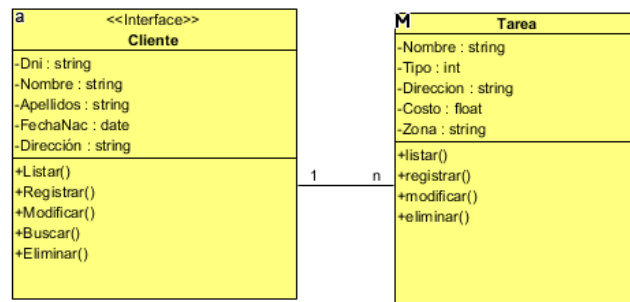 a
<<Interface>>
Cliente
-Dni : string
-Nombre : string
-Apellidos : string
-FechaNac : date
-Dirección : string
+Listar()
+Registrar()
+Modificar()
+Buscar()
+Eliminar()
1
n
M
Tarea
-Nombre : string
-Tipo : int
-Direccion : string
-Costo : float
-Zona : string
+listar()
+registrar()
+modificar()
+eliminar()